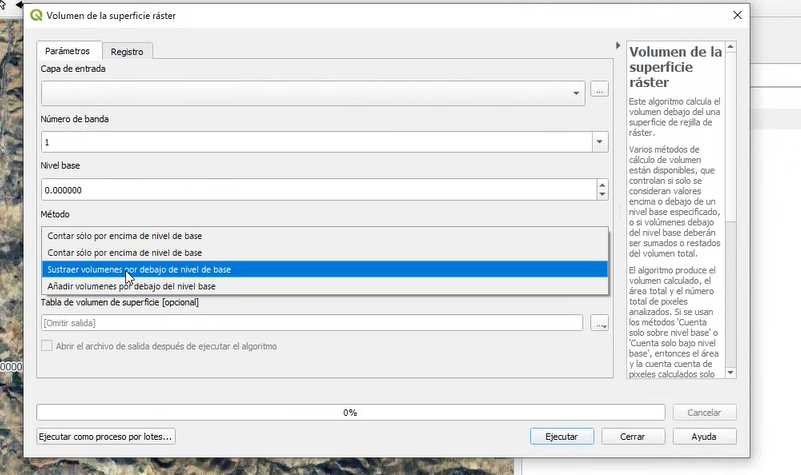 Volumen de la superficie ráster
Parámetros
Registro
Capa de entrada
...
Número de banda
1
Nivel base
0.000000
Método
Contar sólo por encima de nivel de base
Contar sólo por encima de nivel de base
Sustraer volumenes por debajo de nivel de base
Añadir volumenes por debajo del nivel base
Tabla de volumen de superficie [opcional]
[Omitir salida]
...
Abrir el archivo de salida después de ejecutar el algoritmo
Volumen de la
superficie
ráster
Este algoritmo calcula el
volumen debajo del una
superficie de rejilla de
ráster.
Varios métodos de
cálculo de volumen
están disponibles, que
controlan si solo se
consideran valores
encima o debajo de un
nivel base especificado, o
si volúmenes debajo
del nivel base deberán
ser sumados o restados
del volumen total.
El algoritmo produce el
volumen calculado, el
área total y el número
total de pixeles
analizados. Si se usan
los métodos 'Cuenta
solo sobre nivel base' o
'Cuenta solo bajo nivel
base', entonces el área y
la cuenta cuenta de
pixeles calculados solo
0%
Cancelar
Ejecutar como proceso por lotes...
Ejecutar
Cerrar
Ayuda